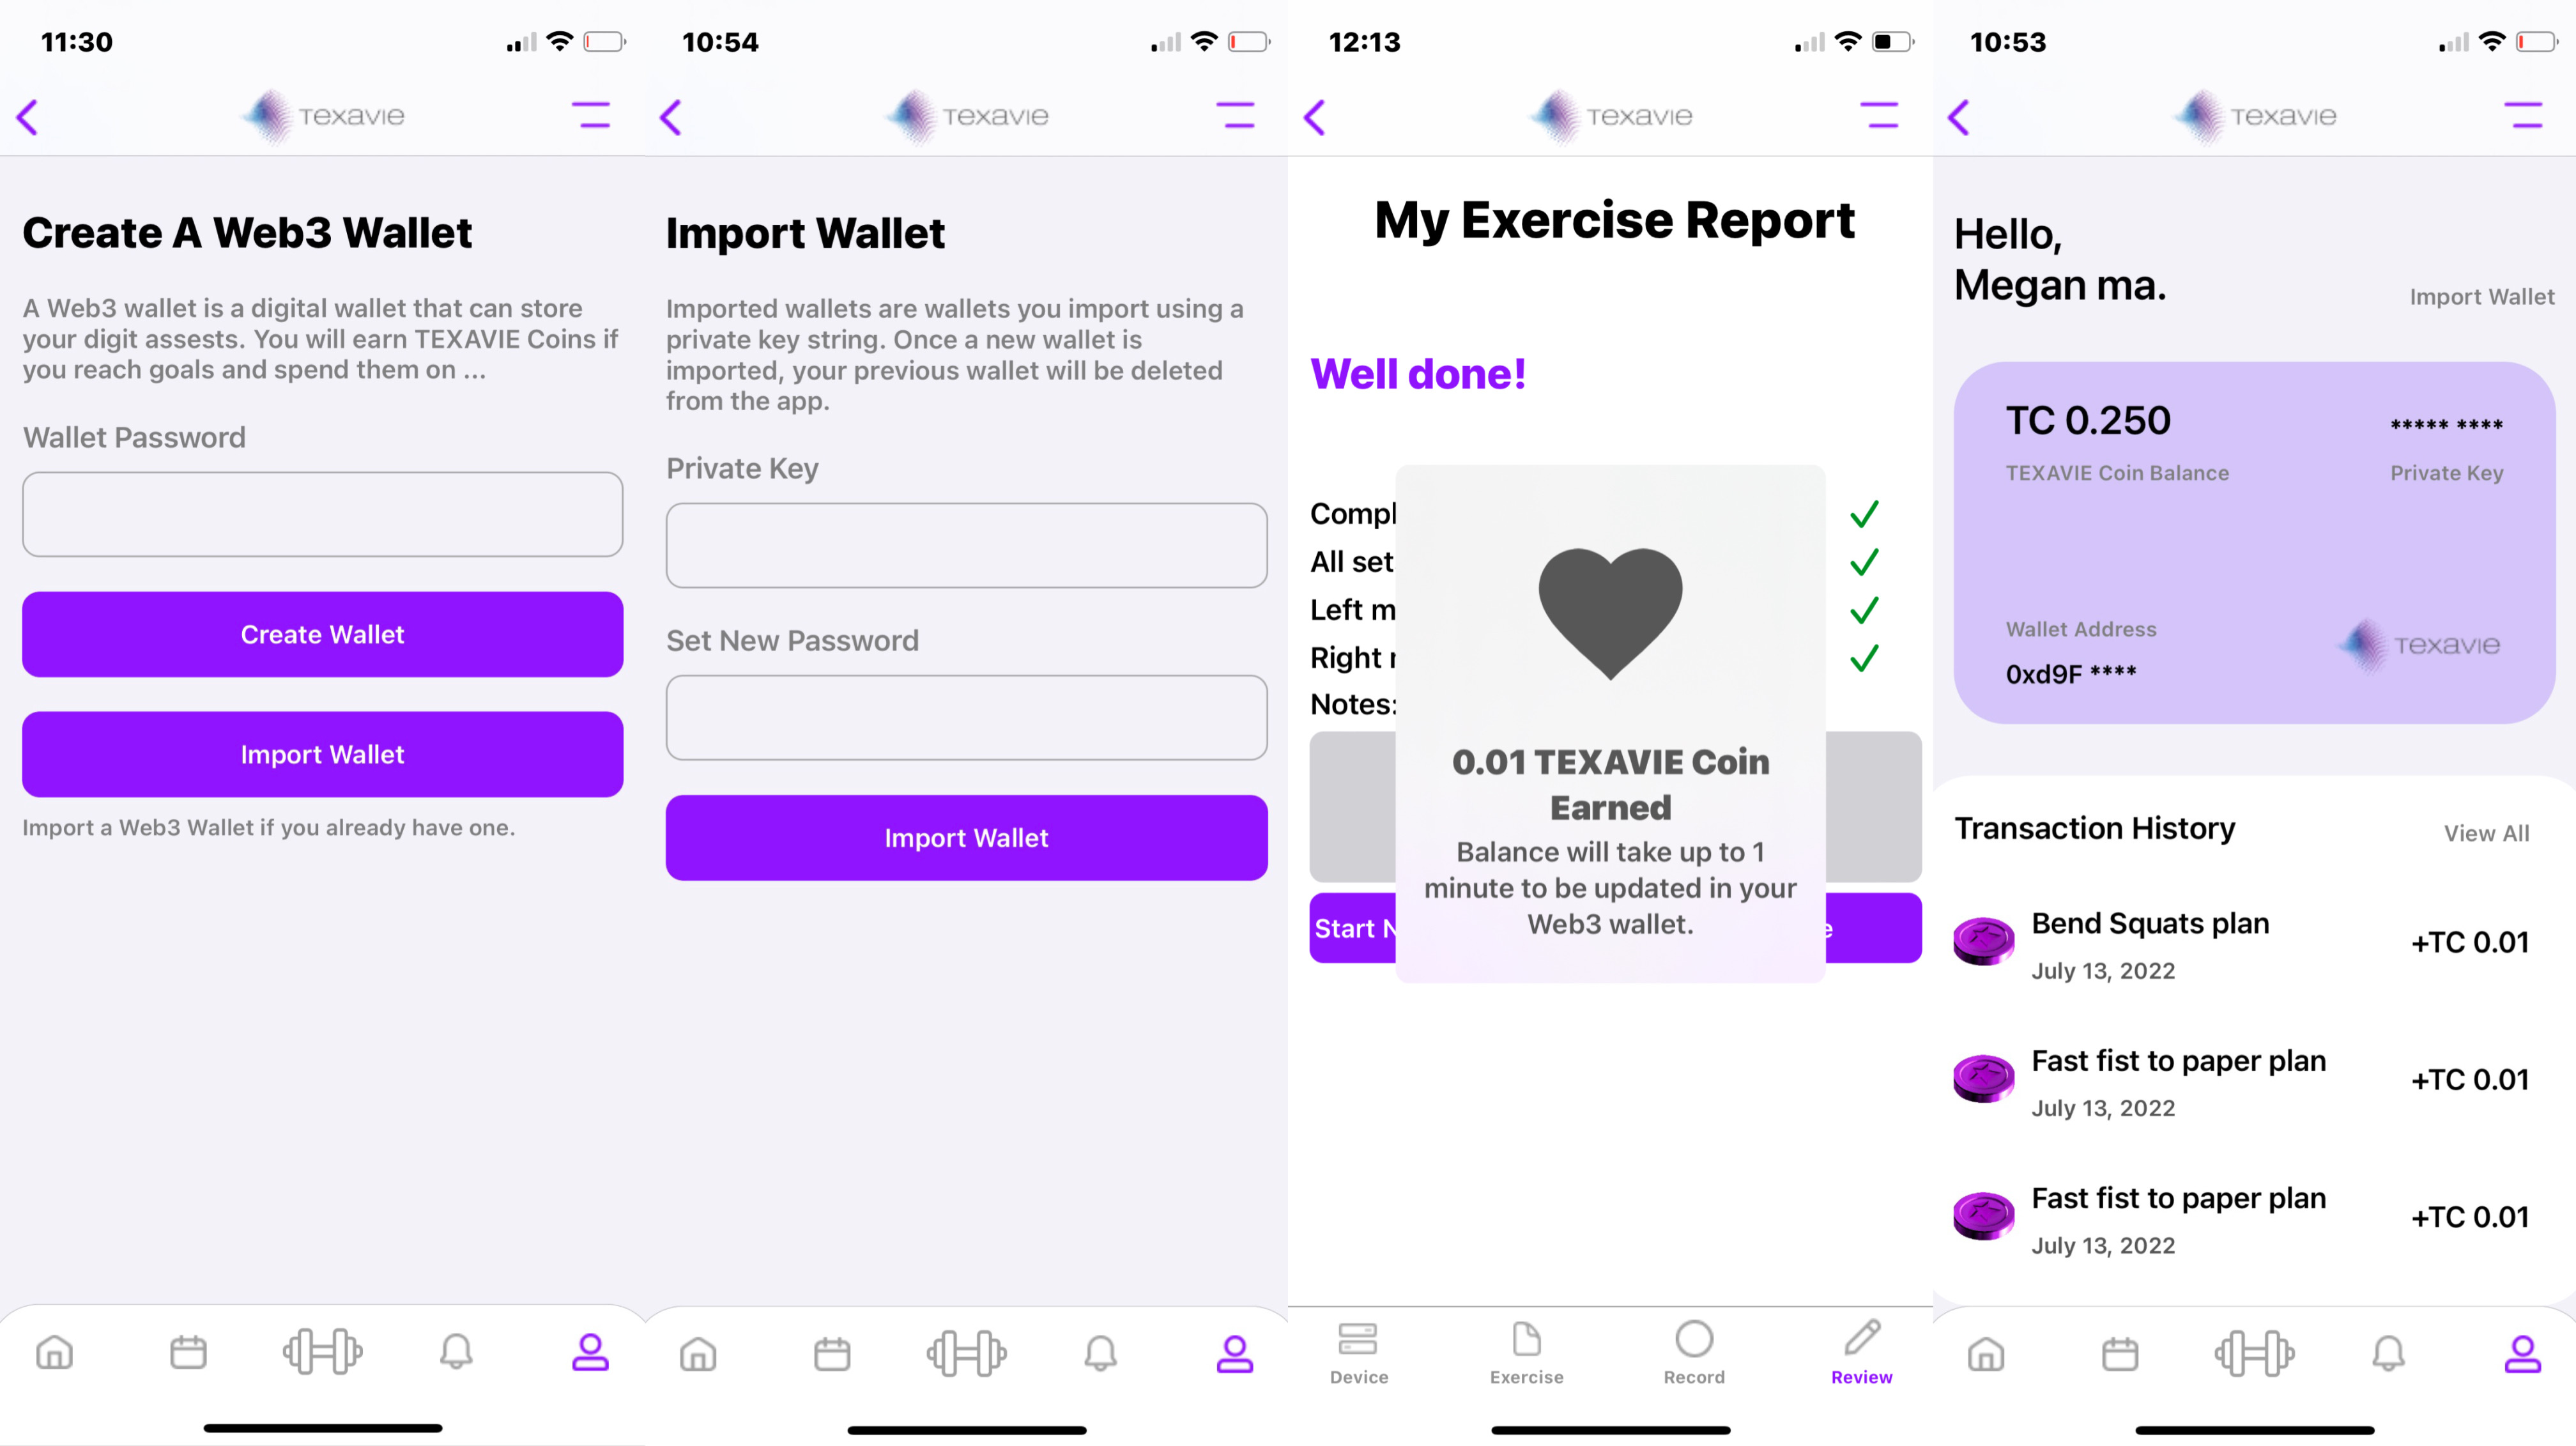 11:30
Texavie
Create A Web3 Wallet
A Web3 wallet is a digital wallet that can store
your digit assests. You will earn TEXAVIE Coins if
you reach goals and spend them on ...
Wallet Password
Create Wallet
Import Wallet
Import a Web3 Wallet if you already have one.
10:54
Texavie
Import Wallet
Imported wallets are wallets you import using a
private key string. Once a new wallet is
imported, your previous wallet will be deleted
from the app.
Private Key
Set New Password
Import Wallet
12:13
Texavie
My Exercise Report
Well done!
Compl
All set
Left m
Right
Notes:
Start N
0.01 TEXAVIE Coin
Earned
Balance will take up to 1
minute to be updated in your
Web3 wallet.
Device
Exercise
Record
Review
10:53
Texavie
Hello,
Megan ma.
Import Wallet
TC 0.250
***** ****
TEXAVIE Coin Balance
Private Key
Wallet Address
Texavie
0xd9F ****
Transaction History
View All
Bend Squats plan
+TC 0.01
July 13, 2022
Fast fist to paper plan
+TC 0.01
July 13, 2022
Fast fist to paper plan
+TC 0.01
July 13, 2022